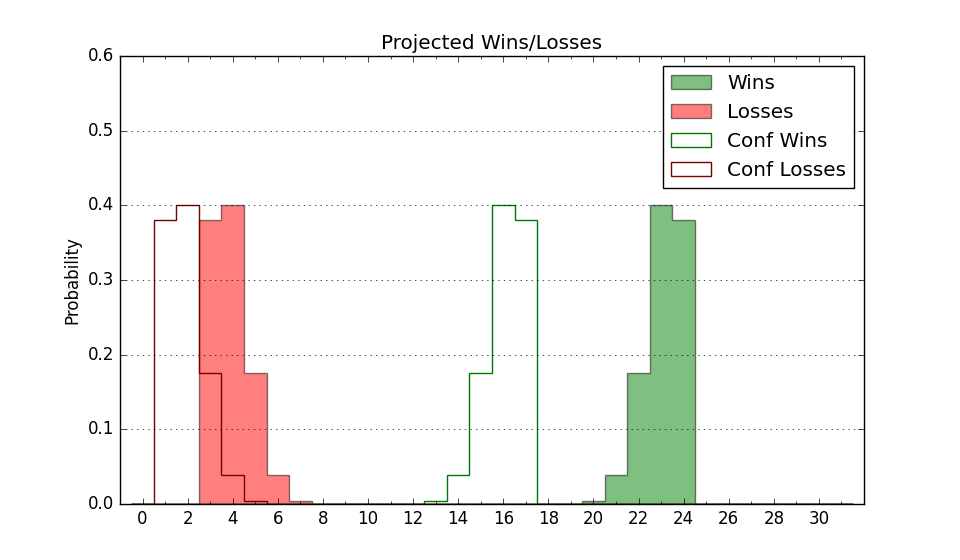 Projected Wins/Losses
0.6
0.5
0.4
0.3
0.2
0.1
0.0
Probability
Wins
Losses
Conf Wins
Conf Losses
0 2 4 6 8 10 12 14 16 18 20 22 24 26 28 30